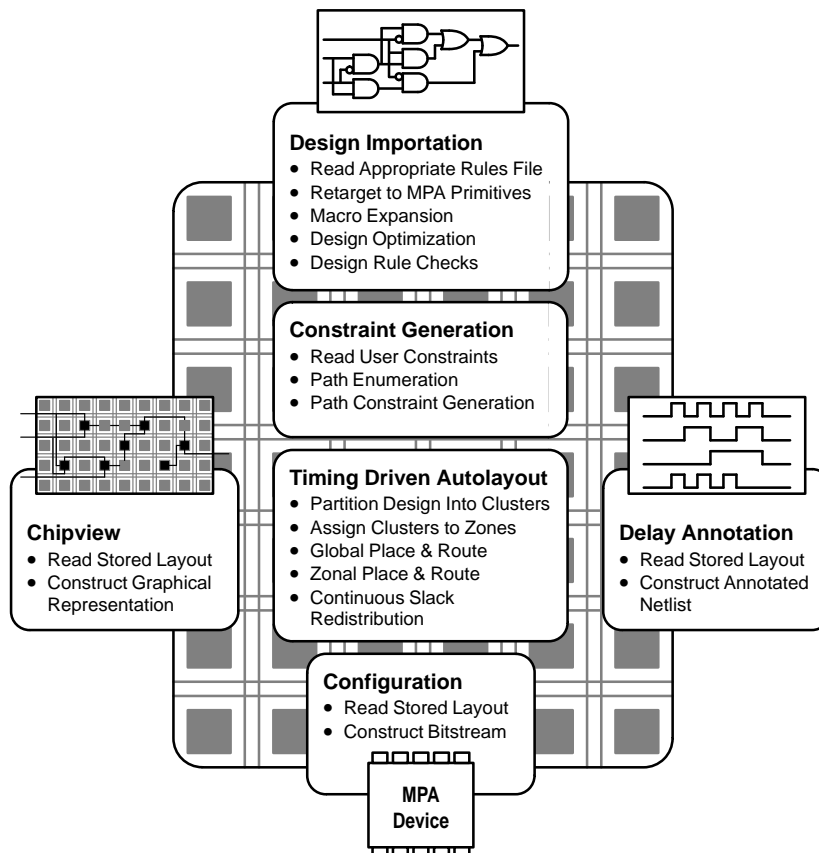 Design Importation
• Read Appropriate Rules File
• Retarget to MPA Primitives
• Macro Expansion
• Design Optimization
• Design Rule Checks
Constraint Generation
• Read User Constraints
• Path Enumeration
• Path Constraint Generation
Timing Driven Autolayout
• Partition Design Into Clusters
• Assign Clusters to Zones
• Global Place & Route
• Zonal Place & Route
• Continuous Slack
Redistribution
Chipview
• Read Stored Layout
• Construct Graphical
Representation
Delay Annotation
• Read Stored Layout
• Construct Annotated
Netlist
Configuration
• Read Stored Layout
• Construct Bitstream
MPA
Device